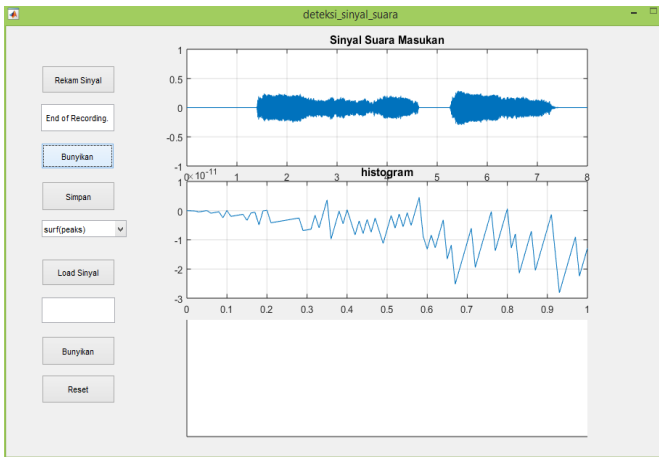 deteksi_sinyal_suara
Sinyal Suara Masukan
Rekam Sinyal
End of Recording.
Bunyikan
Simpan
surf(peaks)
Load Sinyal
Bunyikan
Reset
1
0.5
0
-0.5
-1
0 1 2 3 4 5 6 7 8
×10^-11
histogram
1
0
-1
-2
-3
0 0.1 0.2 0.3 0.4 0.5 0.6 0.7 0.8 0.9 1